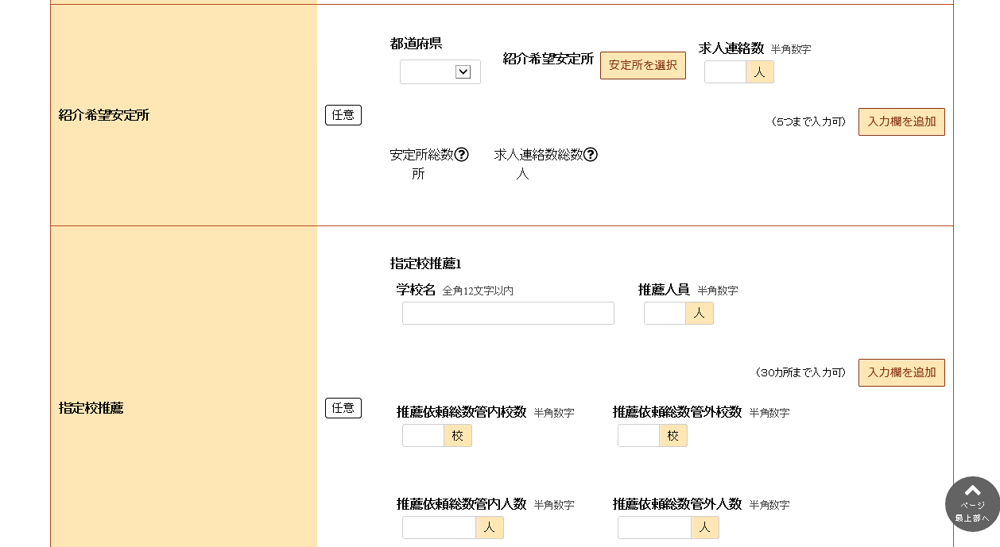 都道府県
紹介希望安定所
安定所を選択
求人連絡数 半角数字
人
紹介希望安定所
任意
（5つまで入力可）
入力欄を追加
安定所総数?
所
求人連絡数総数?
人
指定校推薦1
学校名 全角12文字以内
推薦人員 半角数字
人
（30カ所まで入力可）
入力欄を追加
指定校推薦
任意
推薦依頼総数管内校数 半角数字
校
推薦依頼総数管外校数 半角数字
校
推薦依頼総数管内人数 半角数字
人
推薦依頼総数管外人数 半角数字
人
ページ
最上部へ